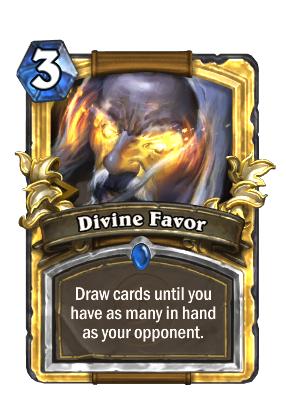 3
Divine Favor
Draw cards until you
have as many in hand
as your opponent.